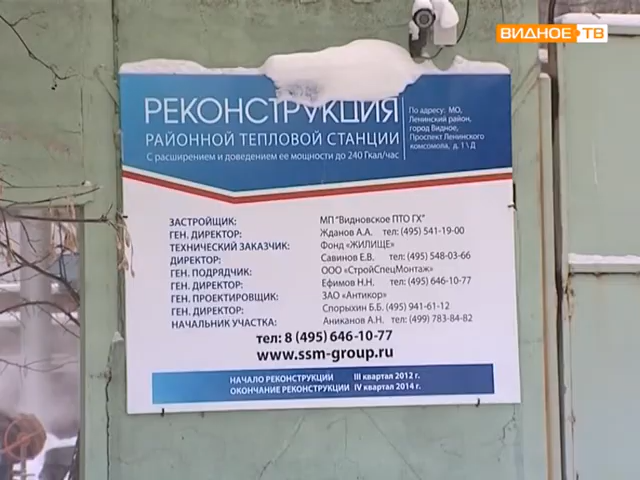 ВИДНОЕ ТВ
РЕКОНСТРУКЦИЯ
РАЙОННОЙ ТЕПЛОВОЙ СТАНЦИИ
С расширением и доведением ее мощности до 240 Гкал/час
По адресу: МО,
Ленинский район,
город Видное,
Проспект Ленинского
комсомола, д. 1\Д
ЗАСТРОЙЩИК: МП "Видновское ПТО ГХ"
ГЕН. ДИРЕКТОР: Жданов А.А. тел: (495) 541-19-00
ТЕХНИЧЕСКИЙ ЗАКАЗЧИК: Фонд «ЖИЛИЩЕ»
ДИРЕКТОР: Савинов Е.В. тел: (495) 548-03-66
ГЕН. ПОДРЯДЧИК: ООО «СтройСпецМонтаж»
ГЕН. ДИРЕКТОР: Ефимов Н.Н. тел: (495) 646-10-77
ГЕН. ПРОЕКТИРОВЩИК: ЗАО «Антикор»
ГЕН. ДИРЕКТОР: Спорыхин Б.Б. (495) 941-61-12
НАЧАЛЬНИК УЧАСТКА: Аниканов А.Н. тел: (499) 783-84-82
тел: 8 (495) 646-10-77
www.ssm-group.ru
НАЧАЛО РЕКОНСТРУКЦИИ III квартал 2012 г.
ОКОНЧАНИЕ РЕКОНСТРУКЦИИ IV квартал 2014 г.